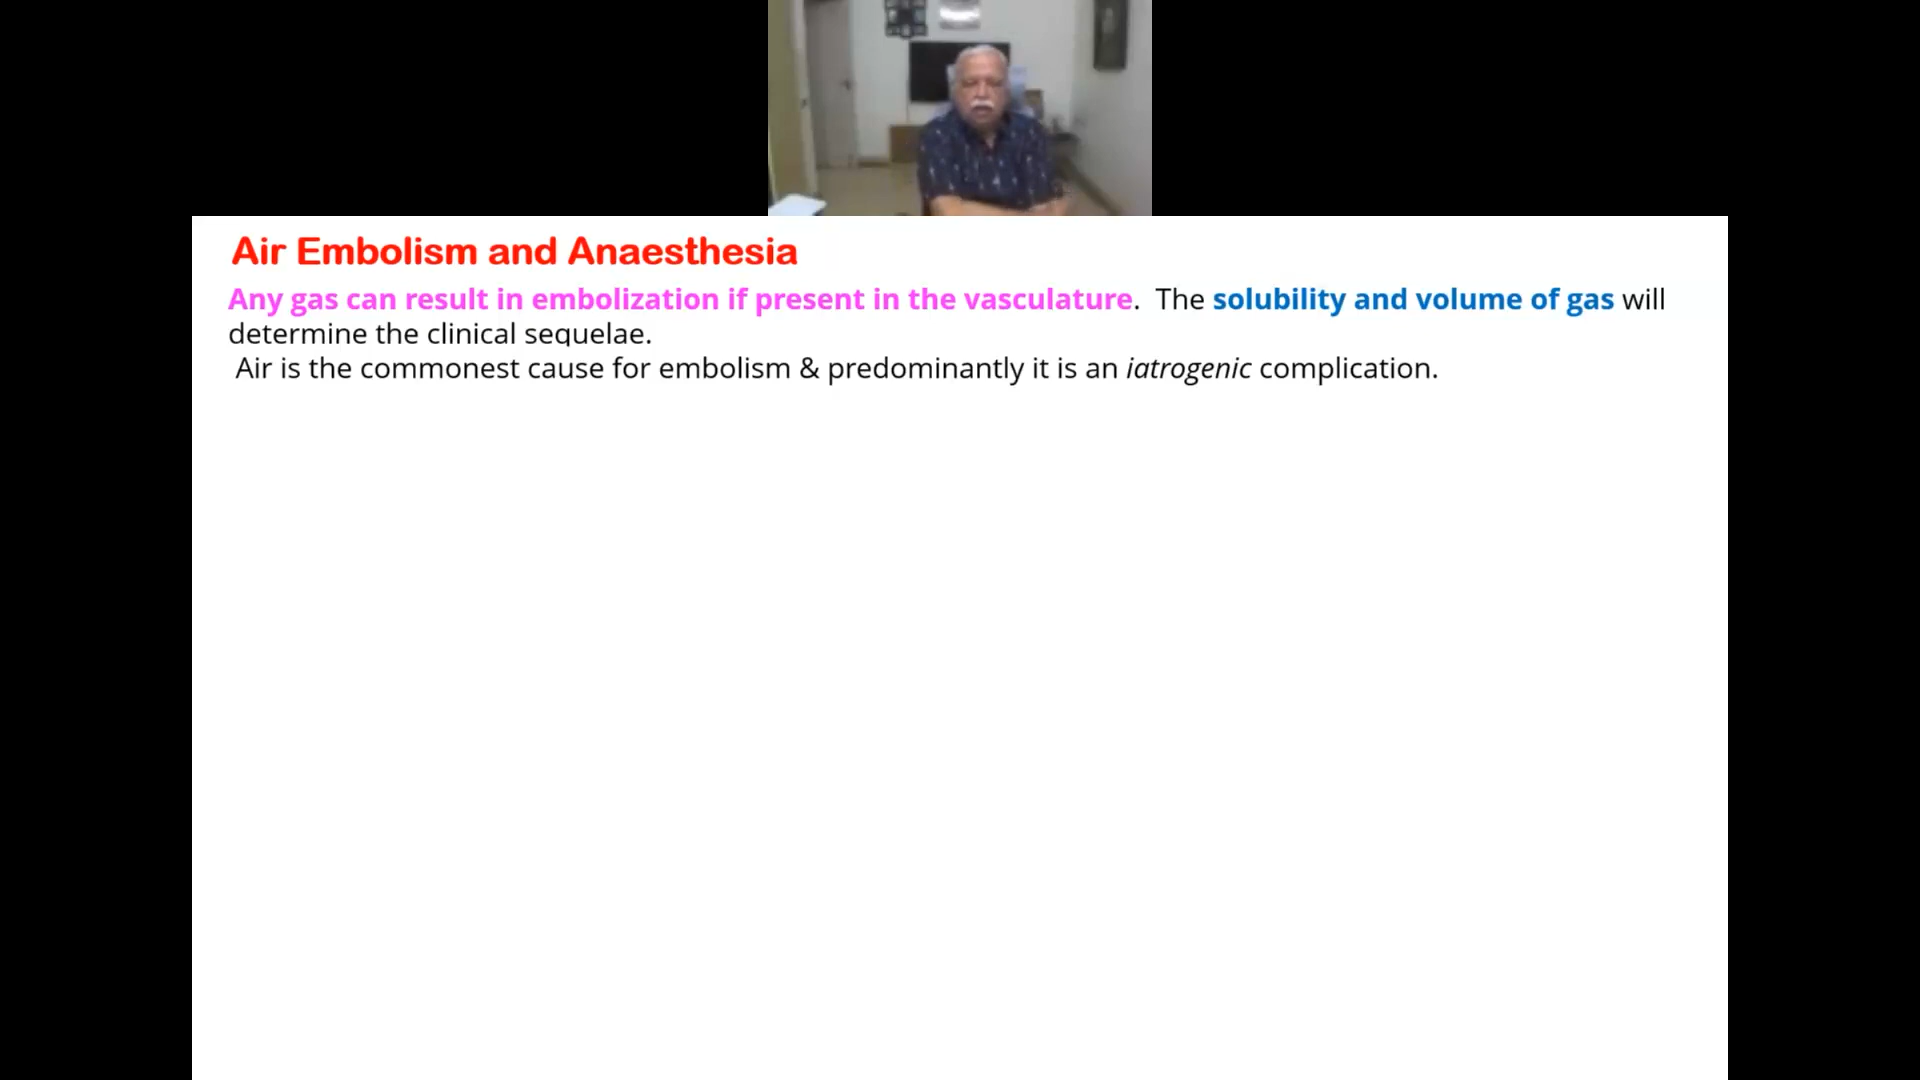 Air Embolism and Anaesthesia
Any gas can result in embolization if present in the vasculature. The solubility and volume of gas will
determine the clinical sequelae.
Air is the commonest cause for embolism & predominantly it is an iatrogenic complication.